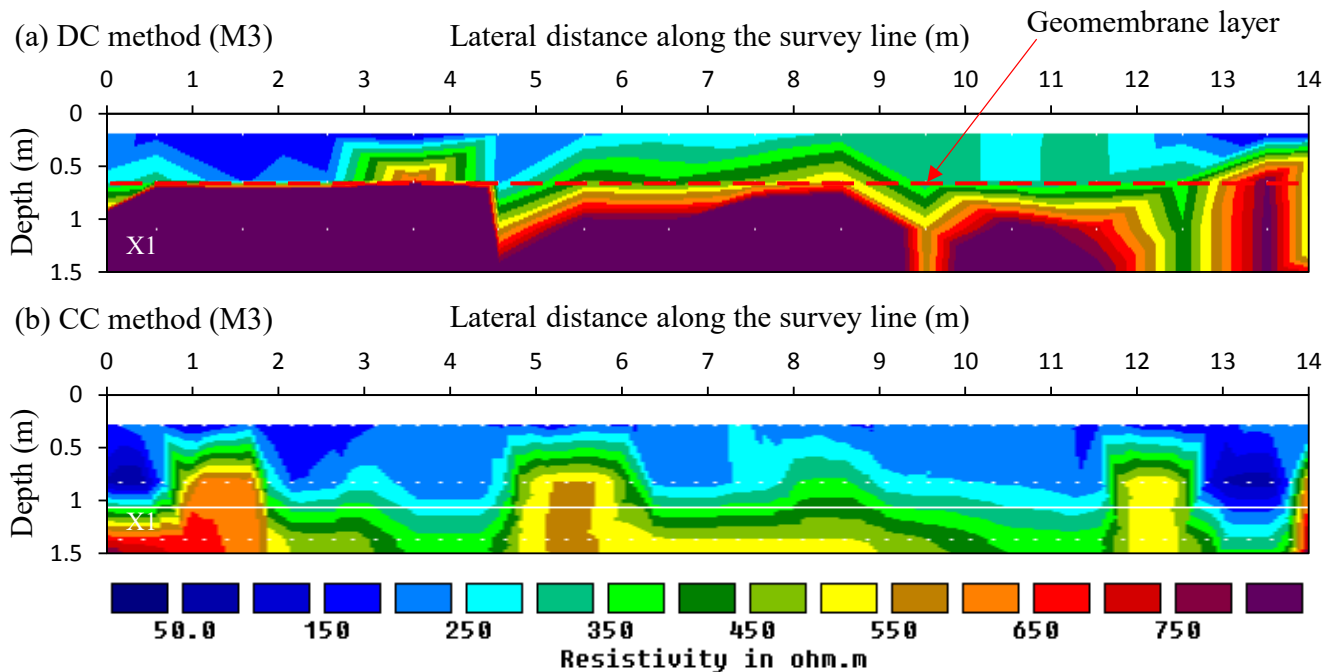 (a) DC method (M3) Lateral distance along the survey line (m) Geomembrane layer
0 1 2 3 4 5 6 7 8 9 10 11 12 13 14
Depth (m)
0
0.5
1
1.5
X1
(b) CC method (M3) Lateral distance along the survey line (m)
0 1 2 3 4 5 6 7 8 9 10 11 12 13 14
Depth (m)
0
0.5
1
1.5
X1
50.0 150 250 350 450 550 650 750
Resistivity in ohm.m